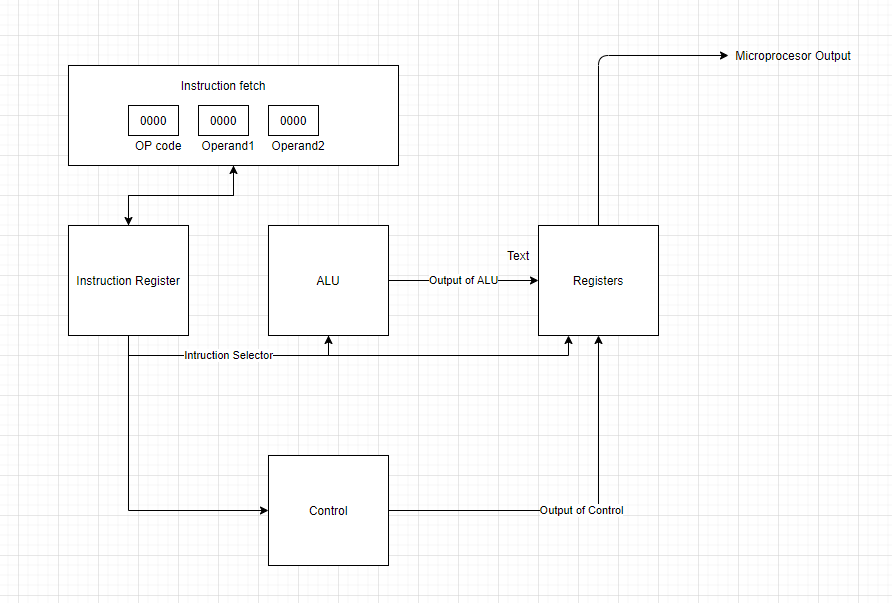 Microprocesor Output
Instruction fetch
0000 0000 0000
OP code Operand1 Operand2
Text
Instruction Register
ALU
Output of ALU
Registers
Intruction Selector
Control
Output of Control